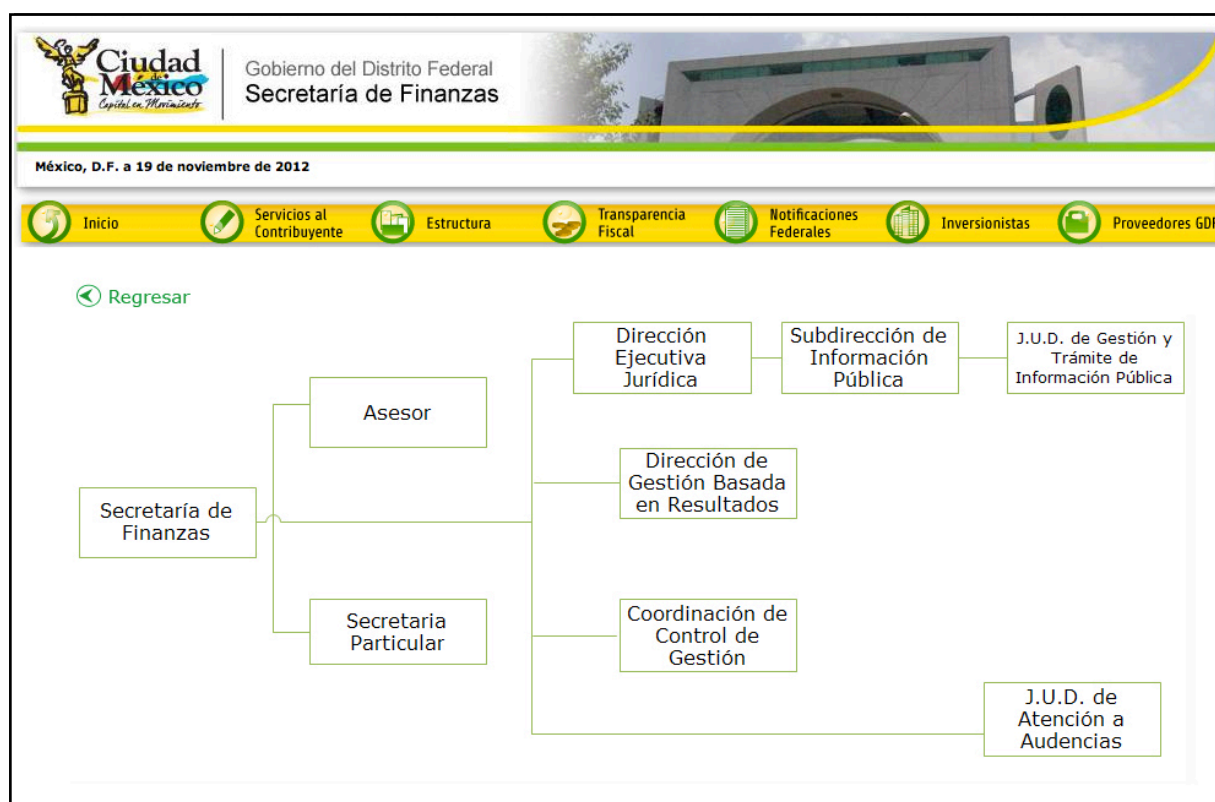 Ciudad
de
México
Capital en Movimiento
Gobierno del Distrito Federal
Secretaría de Finanzas
México, D.F. a 19 de noviembre de 2012
Inicio
Servicios al
Contribuyente
Estructura
Transparencia
Fiscal
Notificaciones
Federales
Inversionistas
Proveedores GDF
Regresar
Dirección
Ejecutiva
Jurídica
Subdirección de
Información
Pública
J.U.D. de Gestión y
Trámite de
Información Pública
Asesor
Dirección de
Gestión Basada
en Resultados
Secretaría de
Finanzas
Secretaria
Particular
Coordinación de
Control de
Gestión
J.U.D. de
Atención a
Audencias